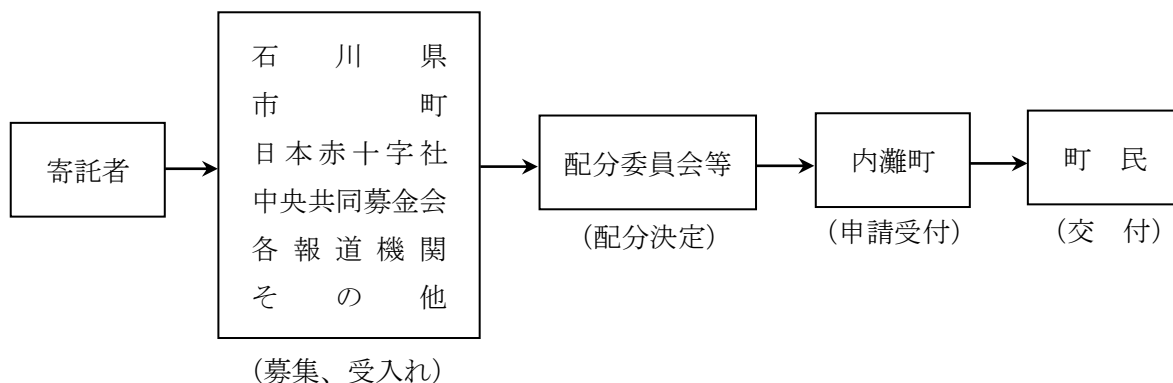 寄託者
石川県
市町
日本赤十字社
中央共同募金会
各報道機関
その他
（募集、受入れ）
配分委員会等
（配分決定）
内灘町
（申請受付）
町　民
（交　付）